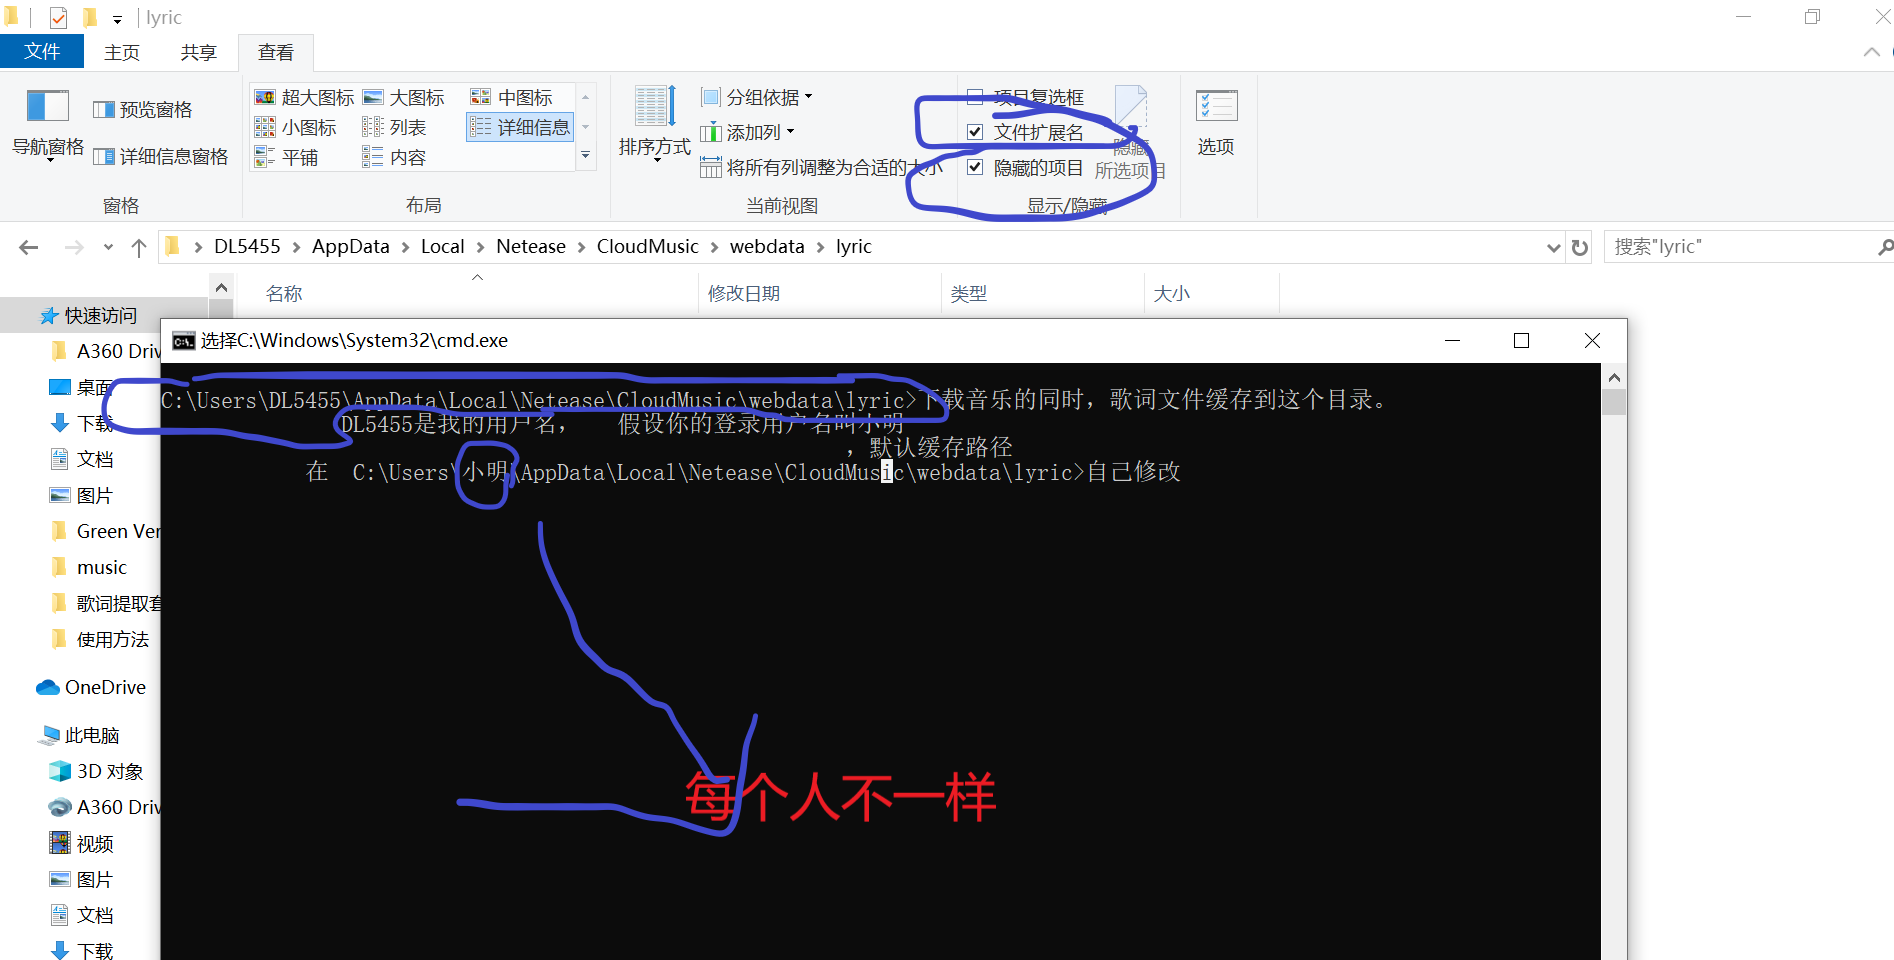 lyric
文件 主页 共享 查看
导航窗格
预览窗格
详细信息窗格
窗格
超大图标 大图标 中图标
小图标 列表 详细信息
平铺 内容
布局
排序方式
分组依据
添加列
将所有列调整为合适的大小
当前视图
项目复选框
文件扩展名
隐藏的项目
隐藏
所选项目
显示/隐藏
选项
DL5455 AppData Local Netease CloudMusic webdata lyric
搜索"lyric"
名称 修改日期 类型 大小
快速访问
A360 Driv
桌面
下载
文档
图片
Green Ver
music
歌词提取套
使用方法
OneDrive
此电脑
3D 对象
A360 Driv
视频
图片
文档
下载
选择C:\Windows\System32\cmd.exe
C:\Users\DL5455\AppData\Local\Netease\CloudMusic\webdata\lyric>下载音乐的同时，歌词文件缓存到这个目录。
DL5455是我的用户名， 假设你的登录用户名叫小明
，默认缓存路径
在 C:\Users\小明\AppData\Local\Netease\CloudMusic\webdata\lyric>自己修改
每个人不一样